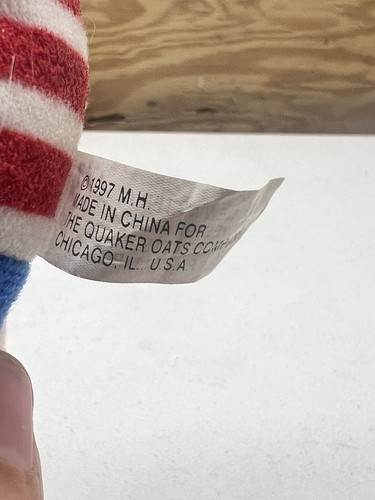 © 1997 M.H.
MADE IN CHINA FOR
THE QUAKER OATS
CHICAGO, IL. U.S.A.